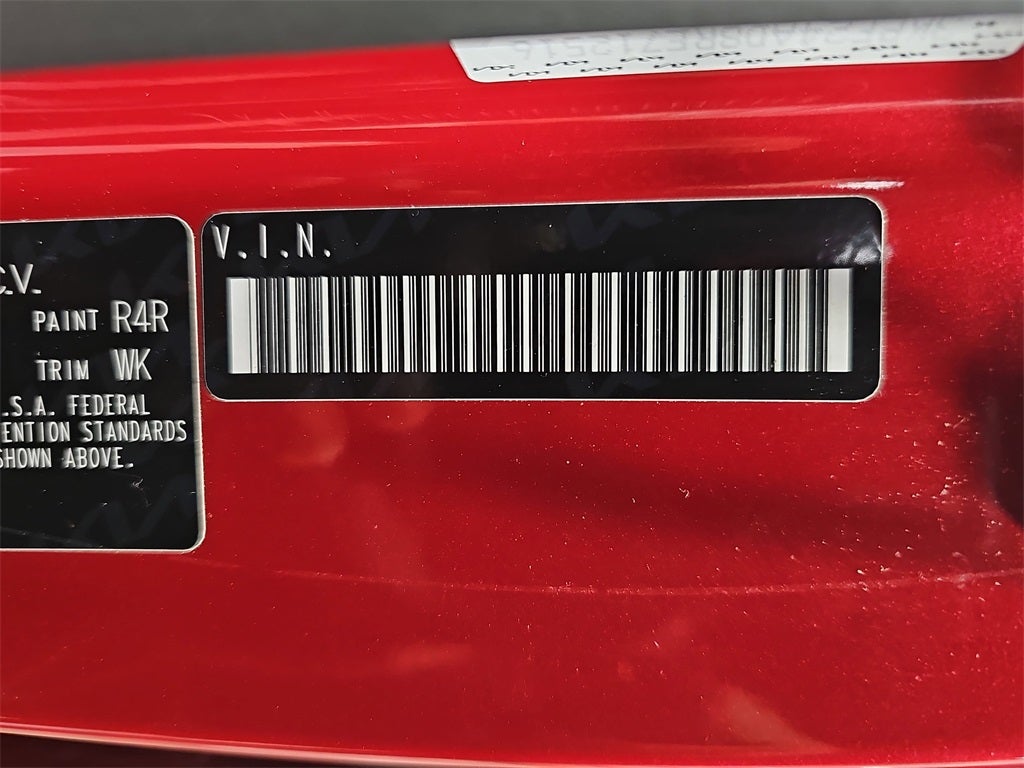 V.I.N.
C.V.
PAINT R4R
TRIM WK
.S.A. FEDERAL
ENTION STANDARDS
SHOWN ABOVE.